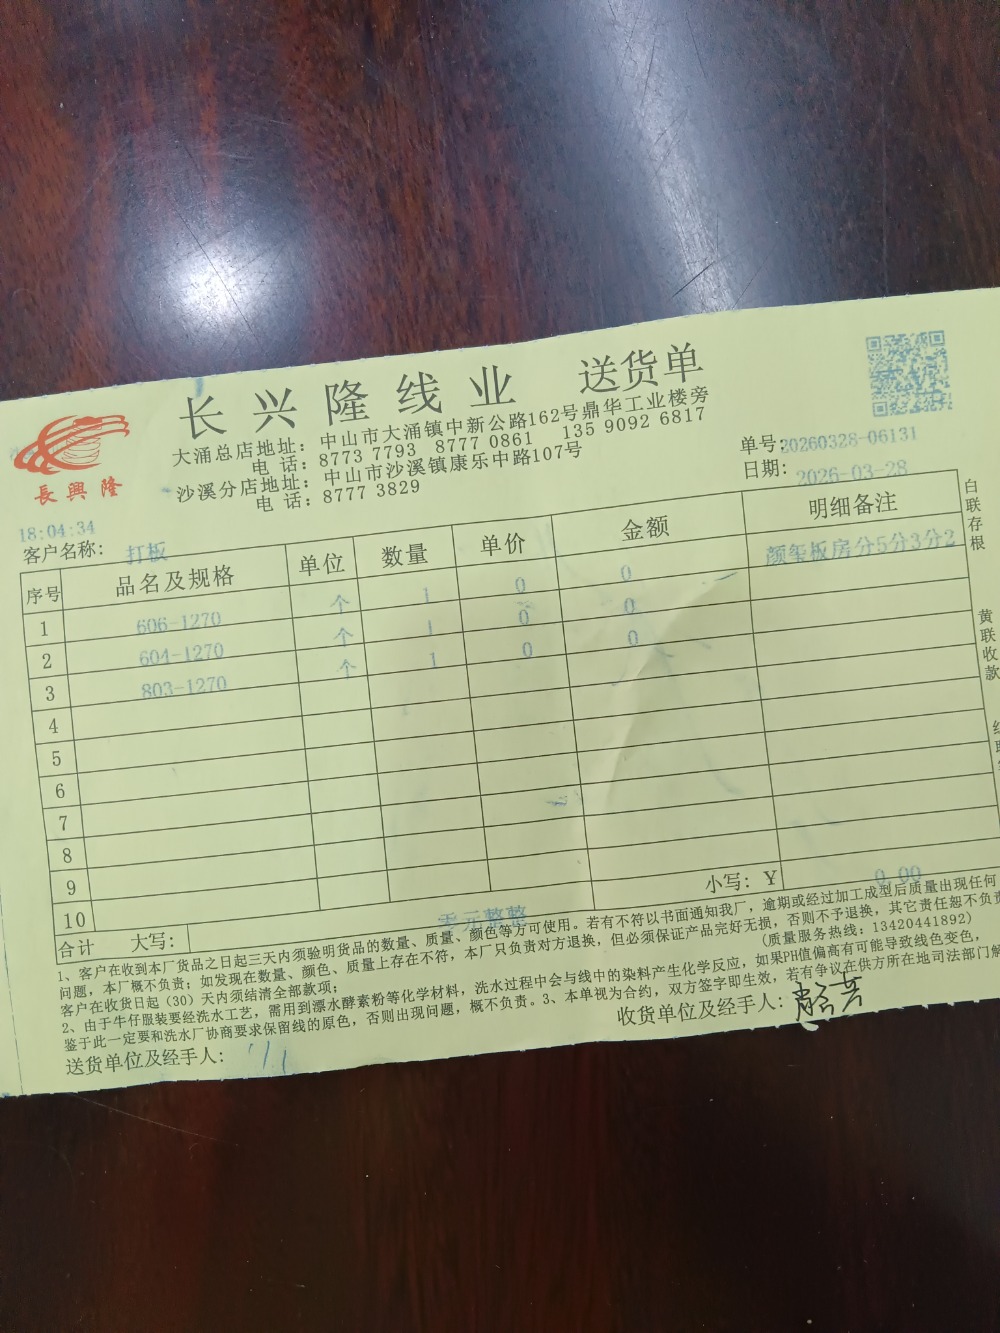 长兴隆线业 送货单
大涌总店地址：中山市大涌镇中新公路162号鼎华工业楼旁
电 话：8773 7793 8777 0861 135 9092 6817
沙溪分店地址：中山市沙溪镇康乐中路107号
电 话：8777 3829
長興隆
单号：20260328-06131
日期：2026-03-28
18:04:34
客户名称：打板
序号 品名及规格 单位 数量 单价 金额 明细备注
1 606-1270 个 1 0 0 颜玺板房分5分3分2
2 604-1270 个 1 0 0
3 803-1270 个 1 0 0
4
5
6
7
8
9
10
小写：￥ 0.00
合计 大写：零元整整
1、客户在收到本厂货品之日起三天内须验明货品的数量、质量、颜色等方可使用。若有不符以书面通知我厂，逾期或经过加工成型后质量出现任何
问题，本厂概不负责；如发现在数量、颜色、质量上存在不符，本厂只负责对方退换，但必须保证产品完好无损，否则不予退换，其它责任恕不负责
客户在收货日起（30）天内须结清全部款项；
（质量服务热线：13420441892）
2、由于牛仔服装要经洗水工艺，需用到漂水酵素粉等化学材料，洗水过程中会与线中的染料产生化学反应，如果PH值偏高有可能导致线色变色，
鉴于此一定要和洗水厂协商要求保留线的原色，否则出现问题，概不负责。3、本单视为合约，双方签字即生效，若有争议在供方所在地司法部门解
送货单位及经手人：
收货单位及经手人：
白联存根
黄联收款